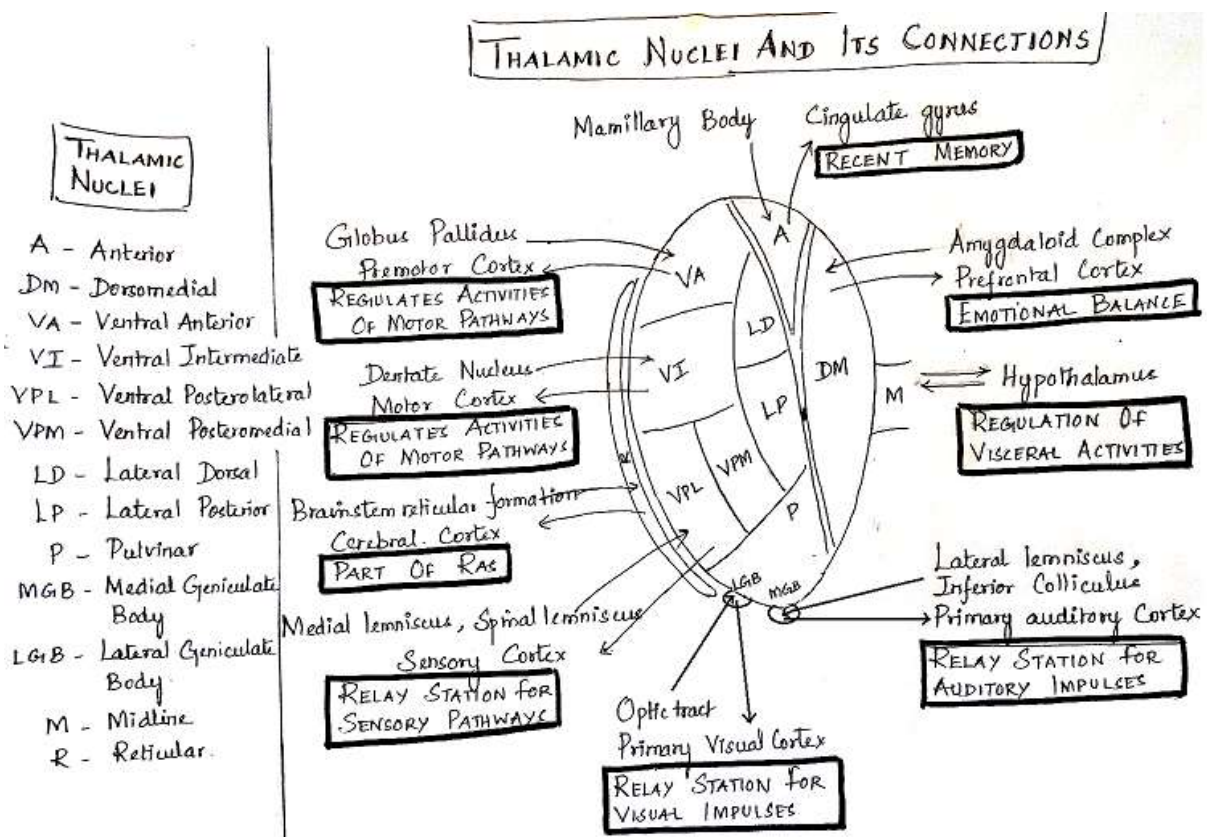 THALAMIC NUCLEI AND ITS CONNECTIONS
THALAMIC
NUCLEI
A - Anterior
DM - Dorsomedial
VA - Ventral Anterior
VI - Ventral Intermediate
VPL - Ventral Posterolateral
VPM - Ventral Posteromedial
LD - Lateral Dorsal
LP - Lateral Posterior
P - Pulvinar
MGB - Medial Geniculate
Body
LGB - Lateral Geniculate
Body
M - Midline
R - Reticular.
Mamillary Body
Cingulate gyrus
RECENT MEMORY
Globus Pallidus
Premotor Cortex
REGULATES ACTIVITIES
OF MOTOR PATHWAYS
Dentate Nucleus
Motor Cortex
REGULATES ACTIVITIES
OF MOTOR PATHWAYS
Brainstem reticular formation
Cerebral. Cortex
PART OF RAS
Medial lemniscus, Spinal lemniscus
Sensory Cortex
RELAY STATION FOR
SENSORY PATHWAYS
A
VA
LD
VI
LP
DM
M
VPL
VPM
P
LGB
MGB
Amygdaloid Complex
Prefrontal Cortex
EMOTIONAL BALANCE
Hypothalamus
REGULATION OF
VISCERAL ACTIVITIES
Lateral lemniscus,
Inferior Colliculus
Primary auditory Cortex
RELAY STATION FOR
AUDITORY IMPULSES
Optic tract
Primary Visual Cortex
RELAY STATION FOR
VISUAL IMPULSES